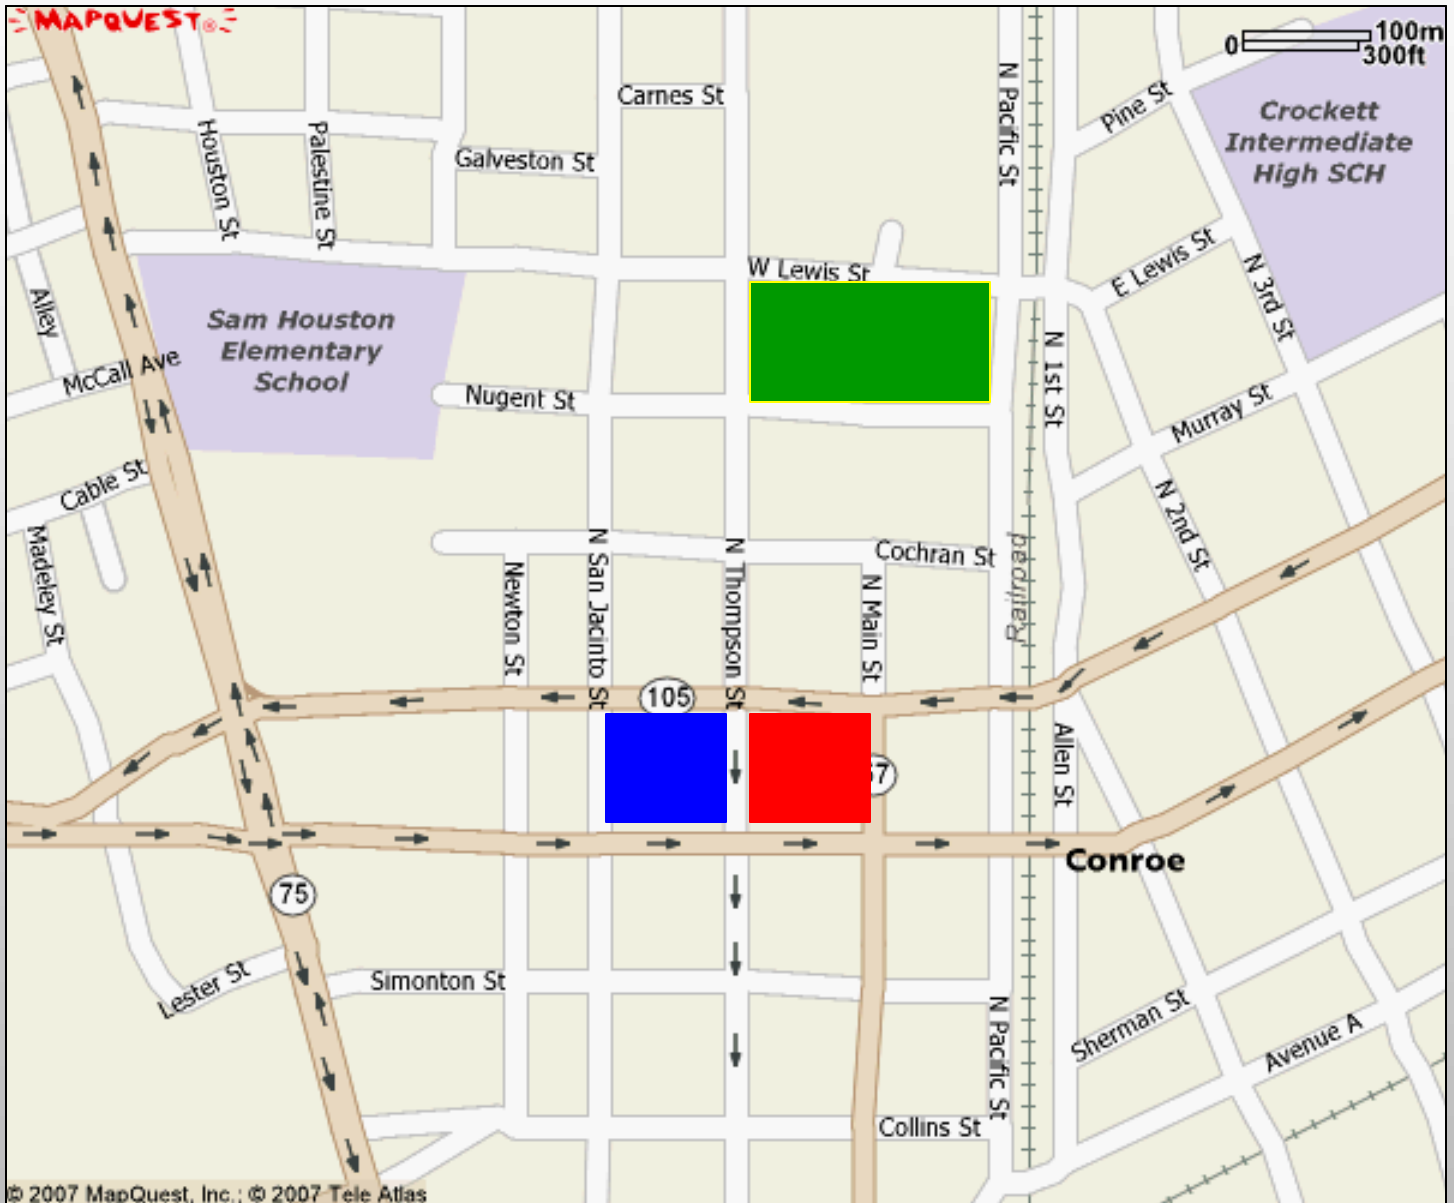 MAPQUEST®
0 100m
300ft
Carnes St
N Pacific St
Pine St
Crockett
Intermediate
High SCH
Houston St
Palestine St
Galveston St
W Lewis St
E Lewis St
N 3rd St
Alley
Sam Houston
Elementary
School
McCall Ave
Nugent St
N 1st St
Murray St
Cable St
N 2nd St
Madeley St
Newton St
N San Jacinto St
N Thompson St
Cochran St
N Main St
Railroad
105
67
Allen St
Conroe
75
Lester St
Simonton St
N Pacific St
Sherman St
Avenue A
Collins St
© 2007 MapQuest, Inc.; © 2007 Tele Atlas